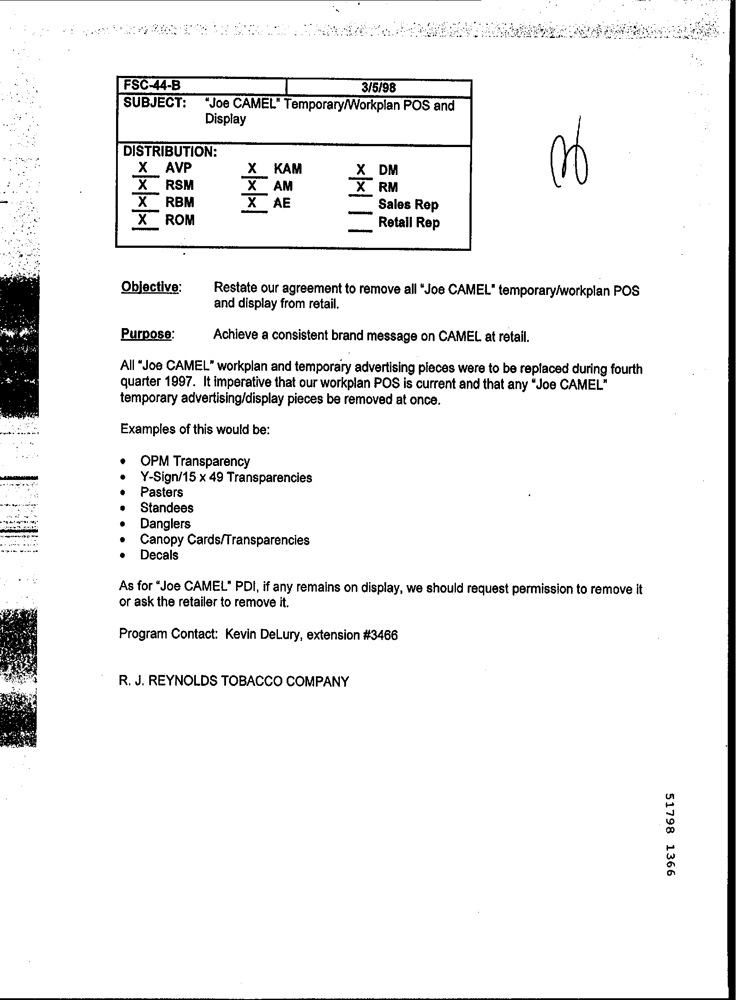 FSC-44-B 3/5/98
SUBJECT: "Joe CAMEL" Temporary/Workplan POS and
Display
DISTRIBUTION:
X AVP X KAM X DM
X RSM X AM X RM
X RBM X AE Sales Rep
X ROM Retail Rep
Objective: Restate our agreement to remove all "Joe CAMEL" temporary/workplan POS
and display from retail.
Purpose: Achieve a consistent brand message on CAMEL at retail.
All "Joe CAMEL" workplan and temporary advertising pieces were to be replaced during fourth
quarter 1997. It imperative that our workplan POS is current and that any "Joe CAMEL"
temporary advertising/display pieces be removed at once.
Examples of this would be:
• OPM Transparency
• Y-Sign/15 x 49 Transparencies
• Pasters
• Standees
• Danglers
• Canopy Cards/Transparencies
• Decals
As for "Joe CAMEL" PDI, if any remains on display, we should request permission to remove it
or ask the retailer to remove it.
Program Contact: Kevin DeLury, extension #3466
R. J. REYNOLDS TOBACCO COMPANY
51798 1366